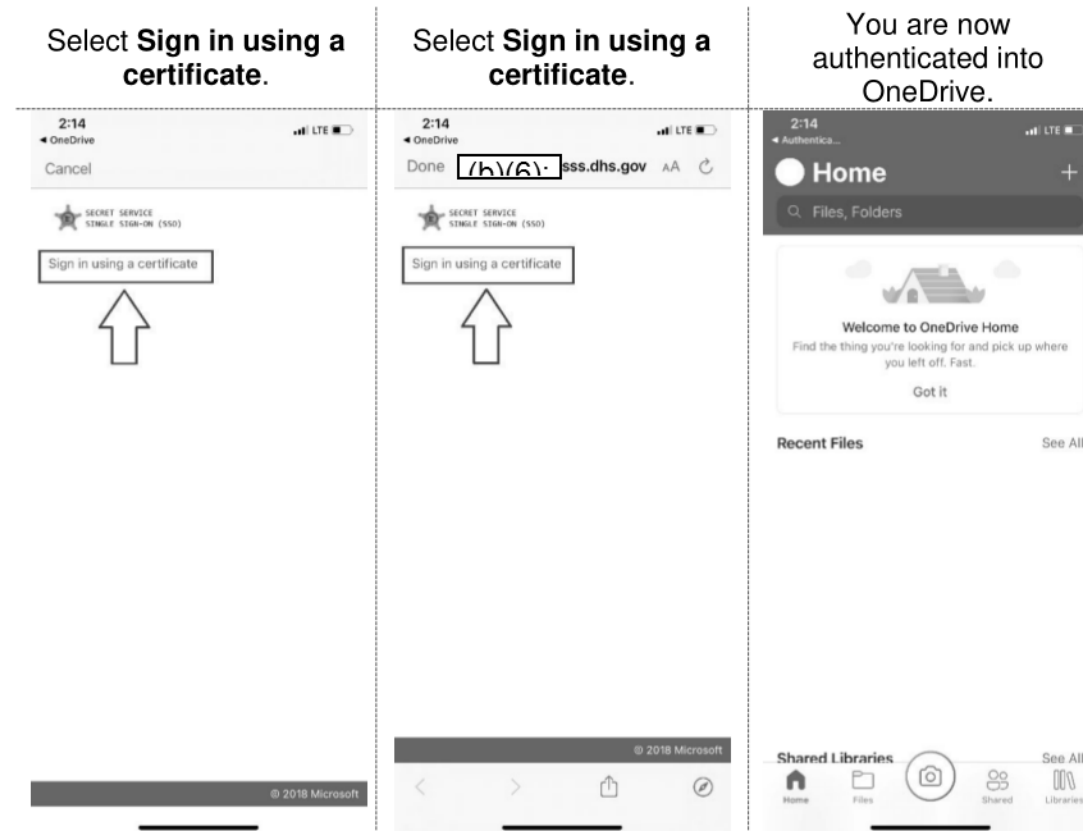 Select Sign in using a
certificate.
2:14
LTE
OneDrive
Cancel
SECRET SERVICE
SINGLE SIGN-ON (SSO)
Sign in using a certificate
© 2018 Microsoft
Select Sign in using a
certificate.
2:14
LTE
OneDrive
Done (b)(6); sss.dhs.gov AA
SECRET SERVICE
SINGLE SIGN-ON (SSO)
Sign in using a certificate
© 2018 Microsoft
You are now
authenticated into
OneDrive.
2:14
LTE
Authentica...
Home
Files, Folders
Welcome to OneDrive Home
Find the thing you're looking for and pick up where
you left off. Fast.
Got it
Recent Files See All
Shared Libraries See All
Home Files Shared Libraries